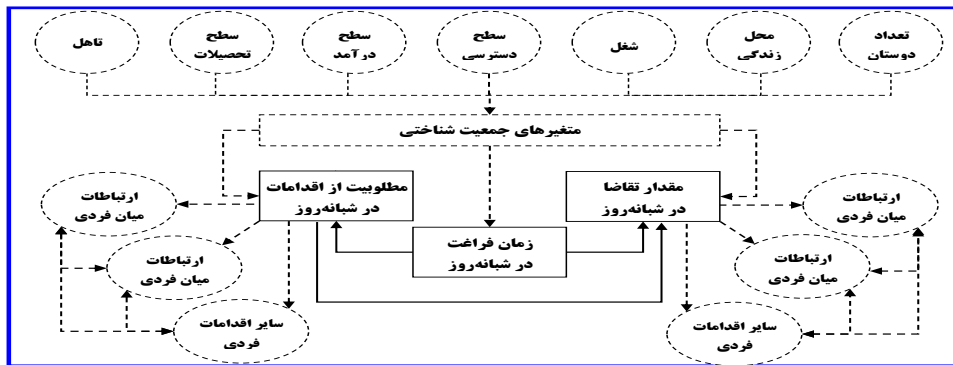 تعداد
دوستان
محل
زندگی
شغل
سطح
دسترسی
سطح
درآمد
سطح
تحصیلات
تاهل
متغیرهای جمعیت شناختی
مقدار تقاضا
در شبانه‌روز
مطلوبیت از اقدامات
در شبانه‌روز
زمان فراغت
در شبانه‌روز
ارتباطات
میان فردی
ارتباطات
میان فردی
سایر اقدامات
فردی
ارتباطات
میان فردی
ارتباطات
میان فردی
سایر اقدامات
فردی